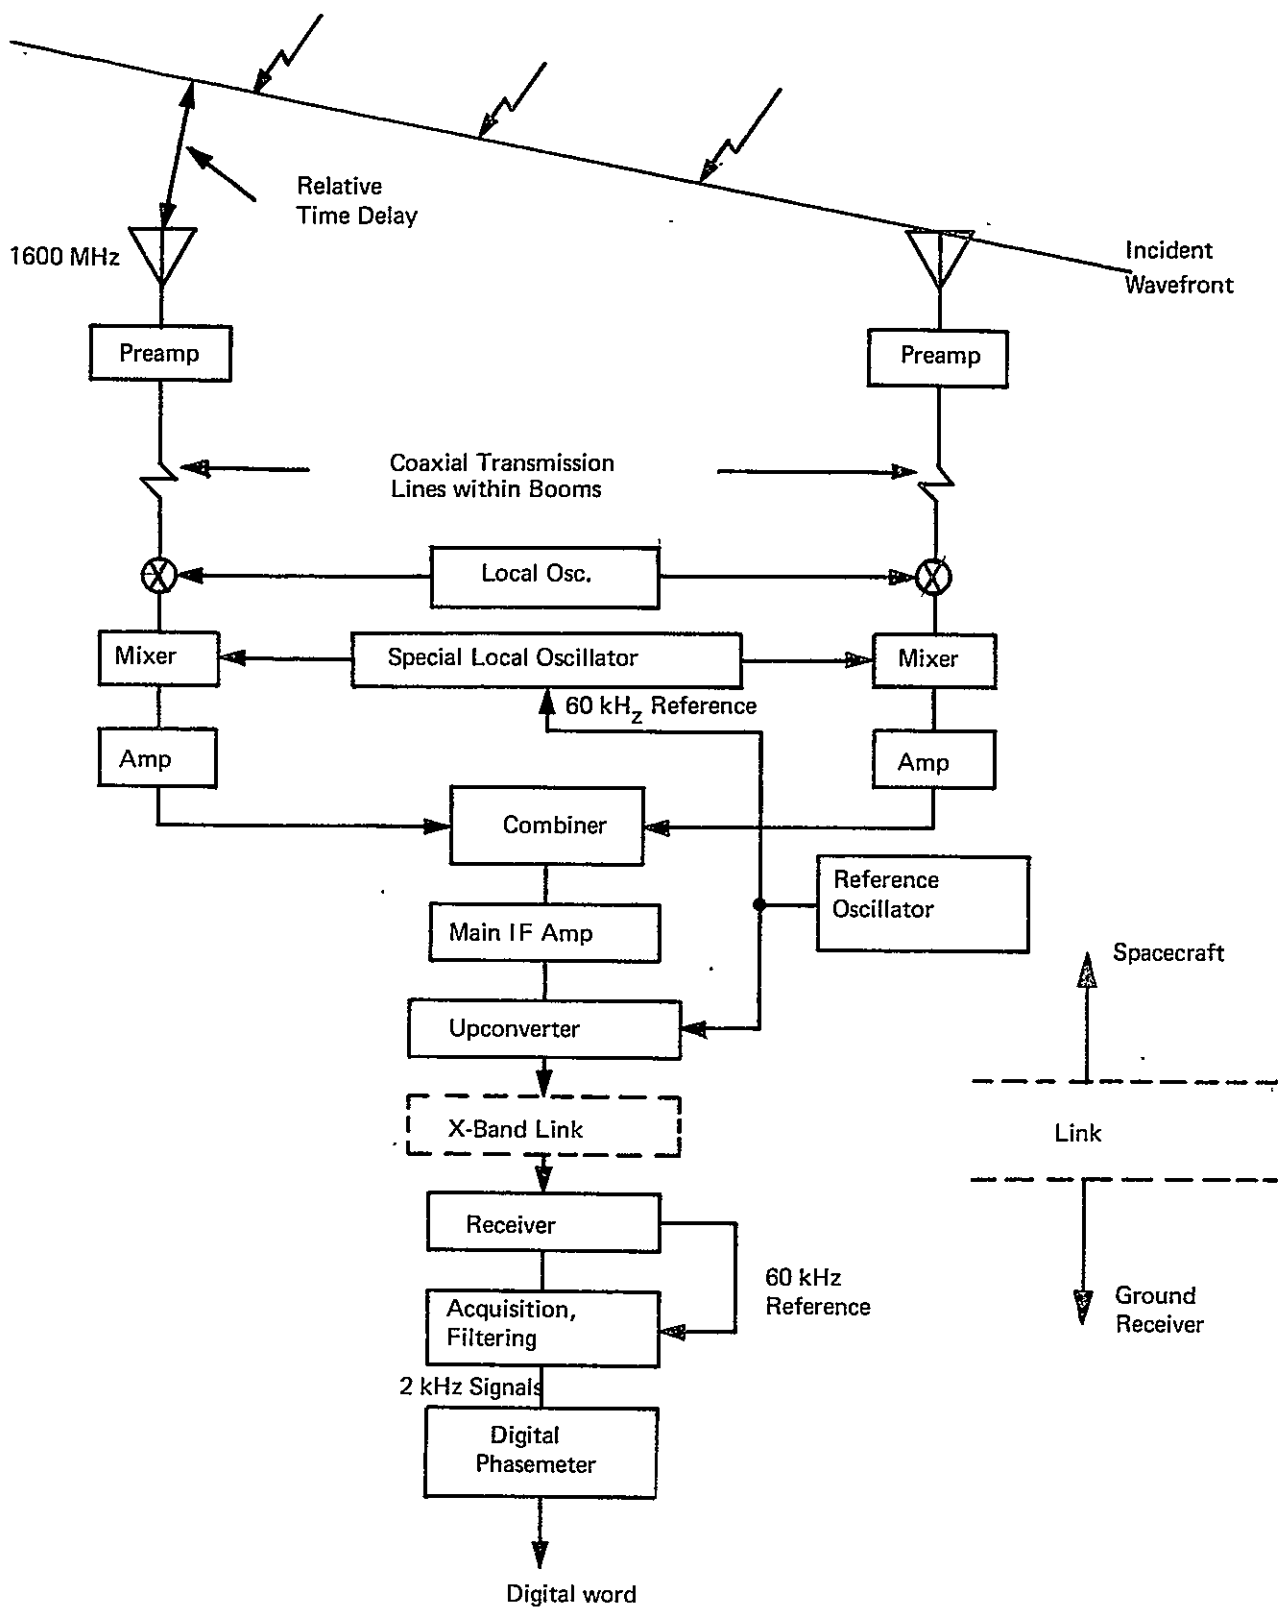 Relative
Time Delay
1600 MHz
Incident
Wavefront
Preamp
Preamp
Coaxial Transmission
Lines within Booms
Local Osc.
Mixer
Special Local Oscillator
Mixer
60 kHz Reference
Amp
Amp
Combiner
Reference
Oscillator
Main IF Amp
Spacecraft
Upconverter
X-Band Link
Link
Receiver
60 kHz
Reference
Acquisition,
Filtering
Ground
Receiver
2 kHz Signals
Digital
Phasemeter
Digital word